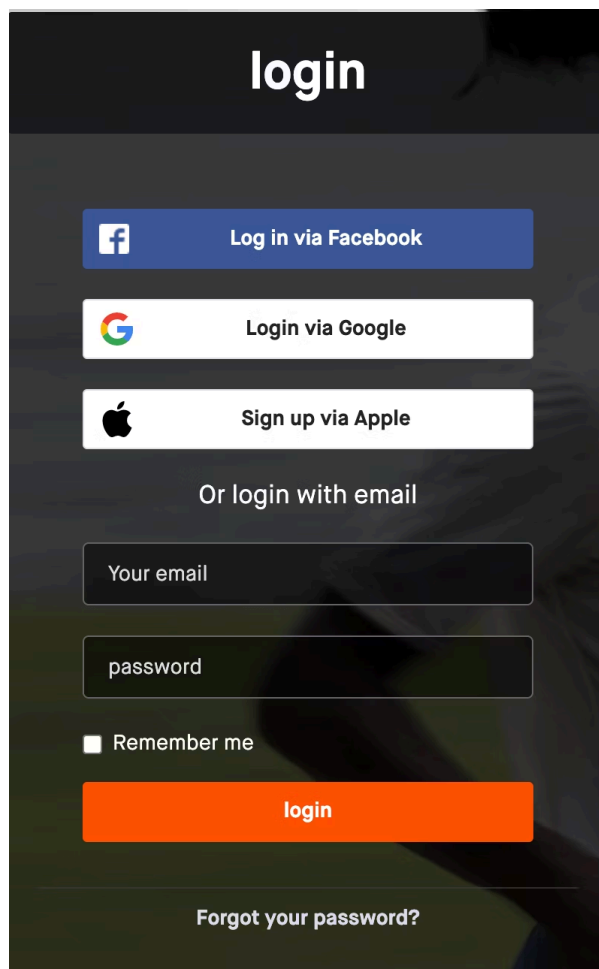 login
Log in via Facebook
Login via Google
Sign up via Apple
Or login with email
Your email
password
Remember me
login
Forgot your password?